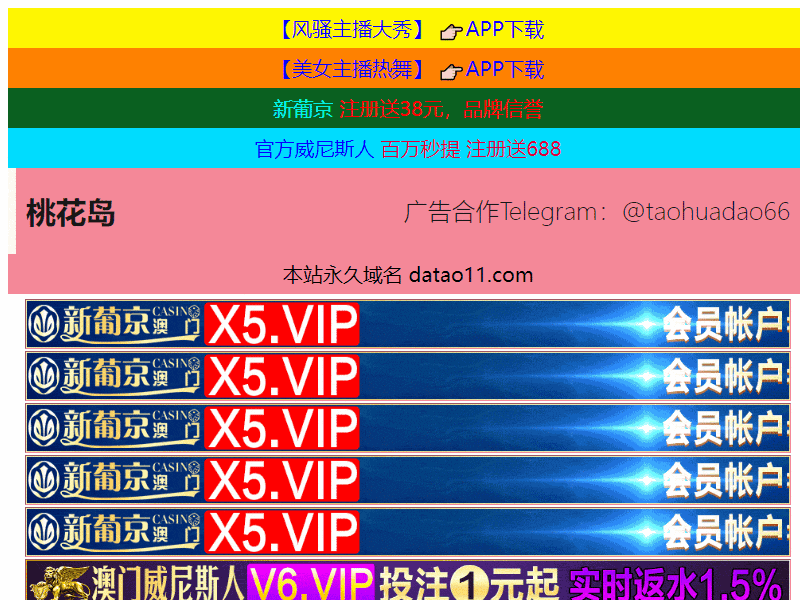 【风骚主播大秀】 👉APP下载
【美女主播热舞】 👉APP下载
新葡京 注册送38元，品牌信誉
官方威尼斯人 百万秒提 注册送688
桃花岛 广告合作Telegram：@taohuadao66
本站永久域名 datao11.com
新葡京 CASINO 澳门 X5.VIP 会员帐户
新葡京 CASINO 澳门 X5.VIP 会员帐户
新葡京 CASINO 澳门 X5.VIP 会员帐户
新葡京 CASINO 澳门 X5.VIP 会员帐户
新葡京 CASINO 澳门 X5.VIP 会员帐户
澳门威尼斯人 V6.VIP 投注1元起 实时返水1.5%